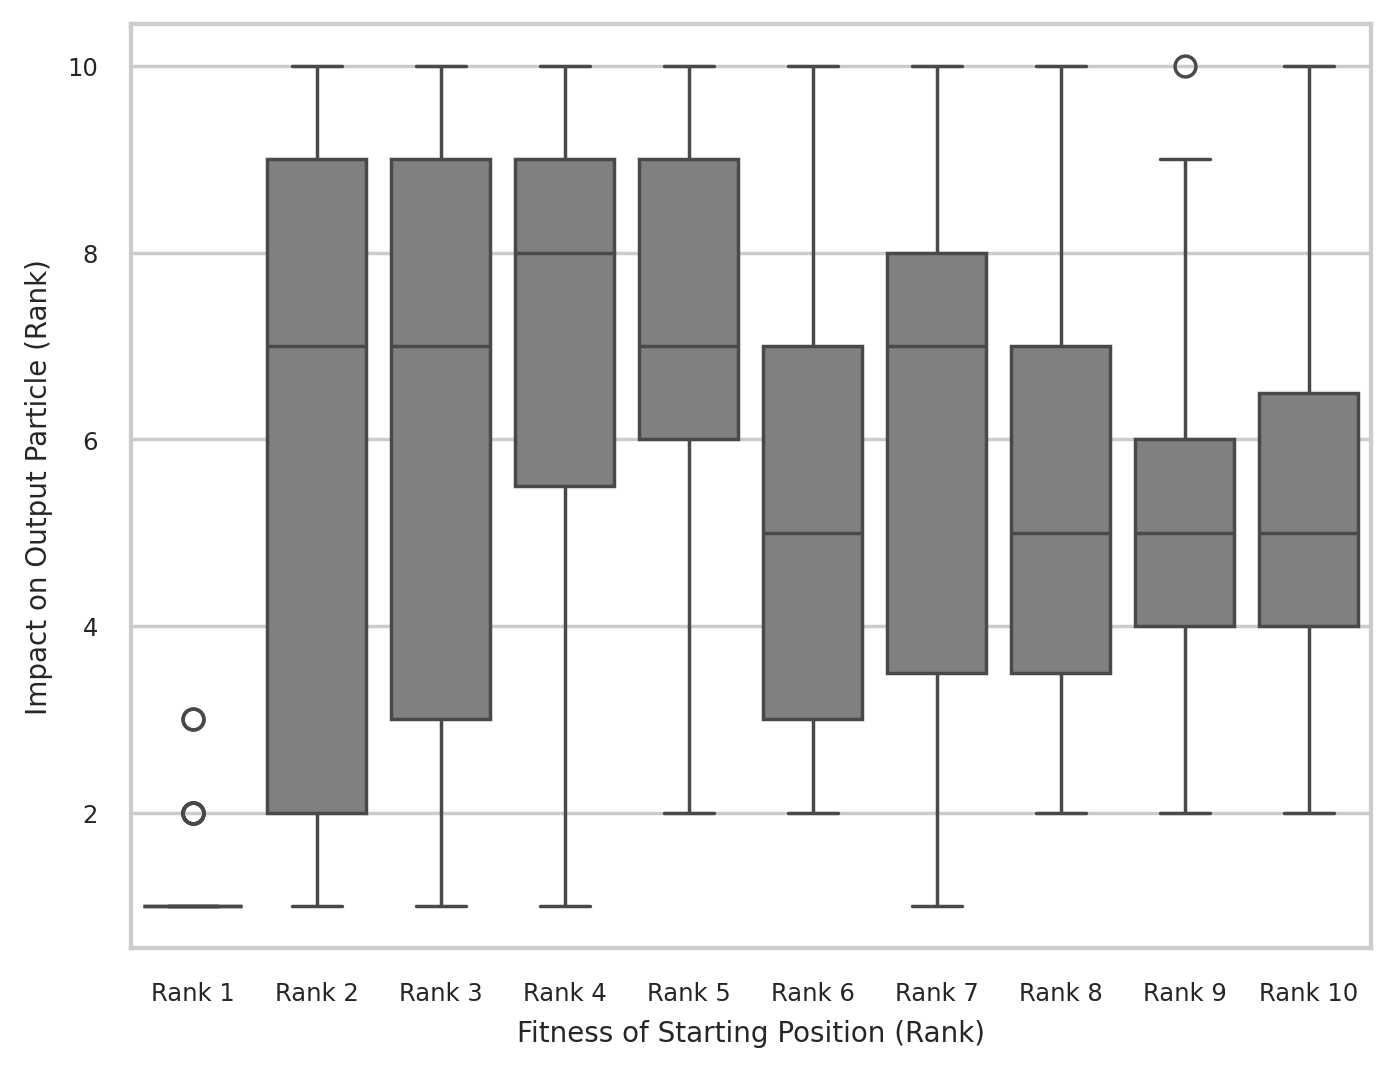 Impact on Output Particle (Rank)
10
8
6
4
2
Rank 1 Rank 2 Rank 3 Rank 4 Rank 5 Rank 6 Rank 7 Rank 8 Rank 9 Rank 10
Fitness of Starting Position (Rank)